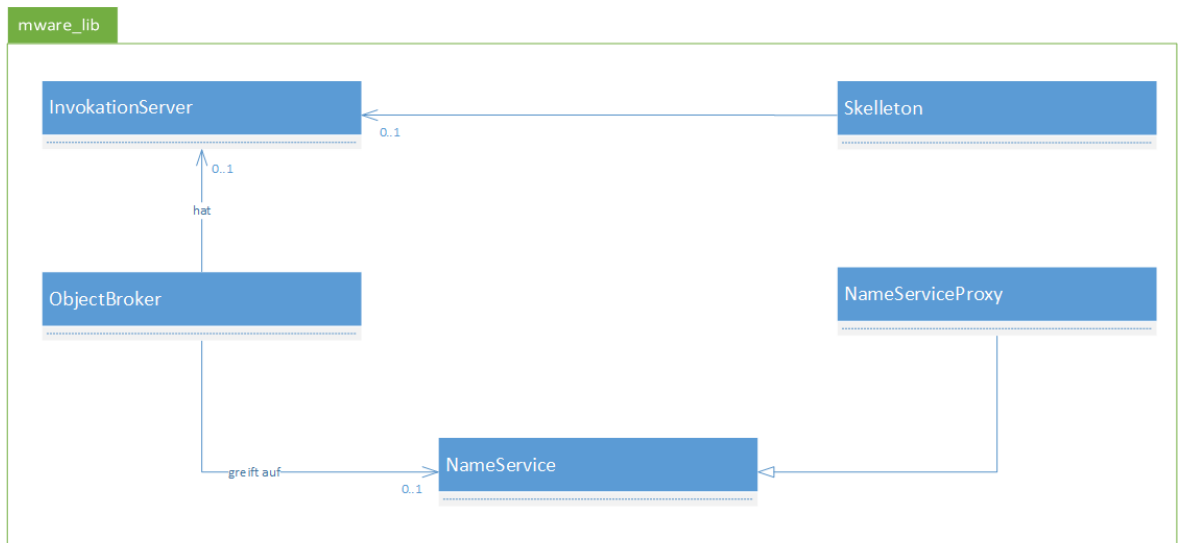 mware_lib
InvokationServer
Skelleton
0..1
0..1
hat
ObjectBroker
NameServiceProxy
NameService
greift auf
0..1